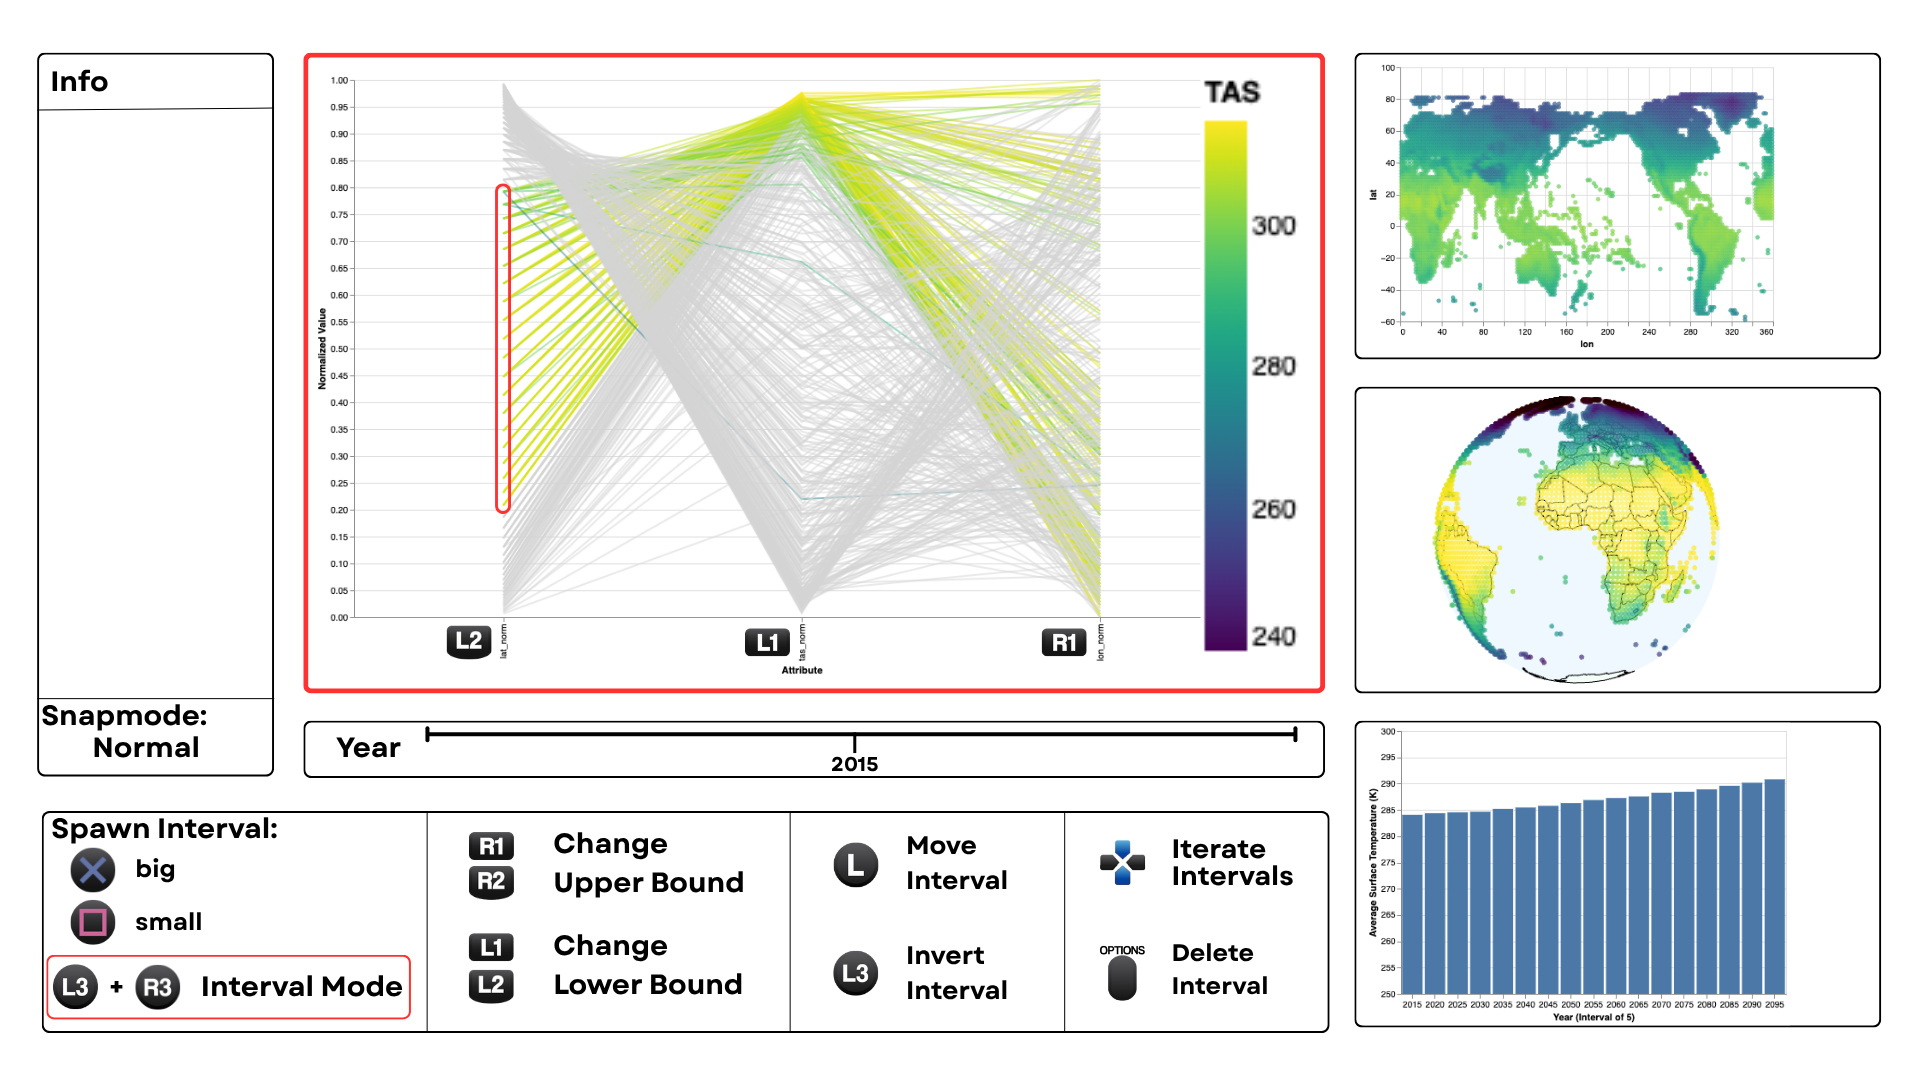 Info
Snapmode:
Normal
1.00
0.95
0.90
0.85
0.80
0.75
0.70
0.65
0.60
0.55
0.50
0.45
0.40
0.35
0.30
0.25
0.20
0.15
0.10
0.05
0.00
Normalized Value
L2
lat_norm
L1
tas_norm
R1
lon_norm
Attribute
TAS
300
280
260
240
Year
2015
100
80
60
40
20
0
−20
−40
−60
lat
0 40 80 120 160 200 240 280 320 360
lon
300
295
290
285
280
275
270
265
260
255
250
Average Surface Temperature (K)
2015 2020 2025 2030 2035 2040 2045 2050 2055 2060 2065 2070 2075 2080 2085 2090 2095
Year (Interval of 5)
Spawn Interval:
big
small
L3 + R3 Interval Mode
R1 Change
R2 Upper Bound
L1 Change
L2 Lower Bound
L Move
Interval
L3 Invert
Interval
Iterate
Intervals
OPTIONS
Delete
Interval